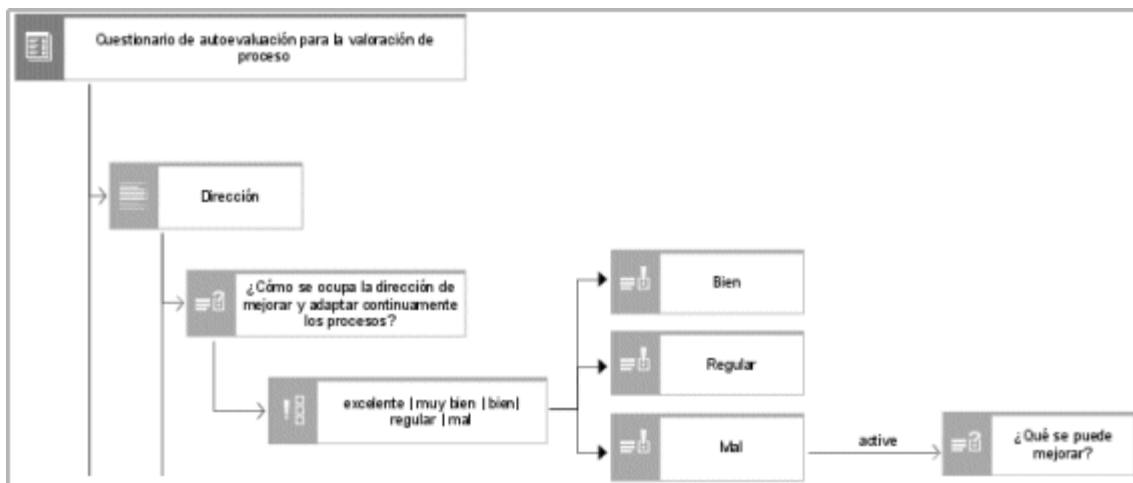 Cuestionario de autoevaluación para la valoración de
proceso
Dirección
¿Cómo se ocupa la dirección de
mejorar y adaptar continuamente
los procesos?
excelente | muy bien | bien|
regular | mal
Bien
Regular
Mal
active
¿Qué se puede
mejorar?